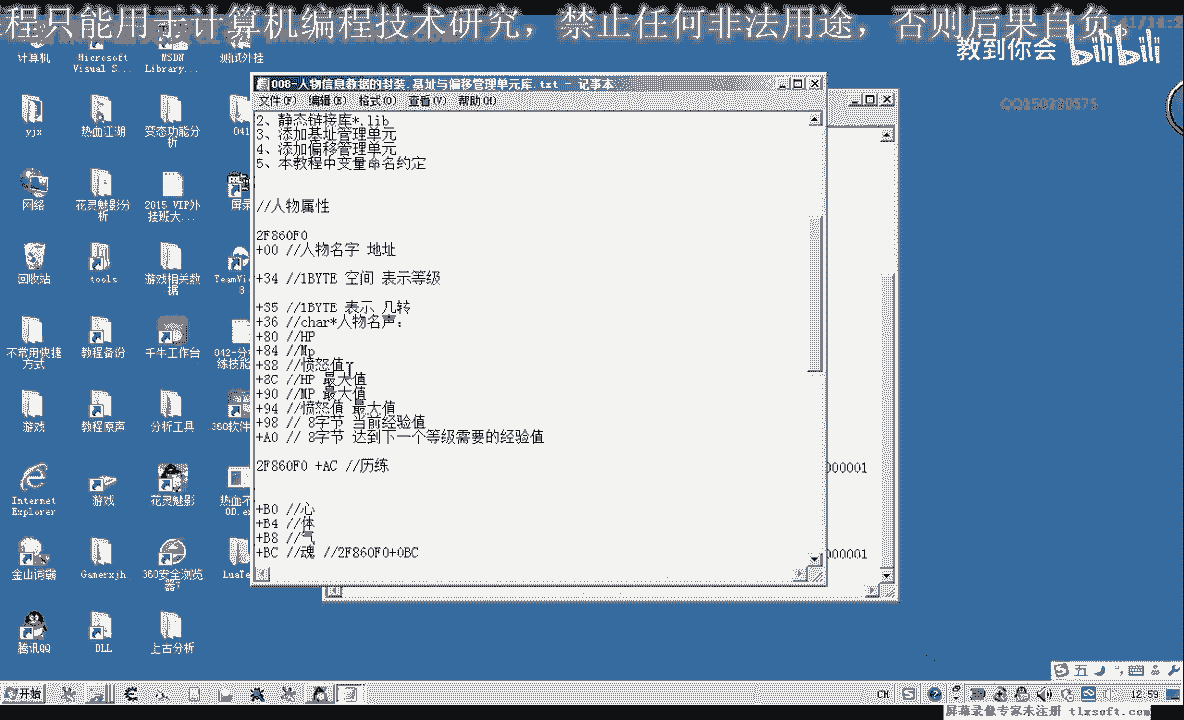 程只能用于计算机编程技术研究，禁止任何非法用途，否则后果自负。
教到你会 bilibili
计算机
Microsoft Visual S...
MSDN Library...
测试外挂
yjx
热血江湖
变态功能分析
网络
花灵魅影分析
2015 VIP外挂班大...
屏录
回收站
tools
游戏相关数据
TeamVi
不常用快捷方式
教程备份
千牛工作台
042-分
练技能
游戏
教程原声
分析工具
360软件
Internet Explorer
游戏
花灵魅影
金山词霸
Gamerxjh
360安全浏览器
腾讯QQ
DLL
上古分析
008-人物信息数据的封装.基址与偏移管理单元库.txt - 记事本
文件(F) 编辑(E) 格式(O) 查看(V) 帮助(H)
2、静态链接库*.lib
3、添加基址管理单元
4、添加偏移管理单元
5、本教程中变量命名约定
//人物属性
2F860F0
+00 //人物名字 地址
+34 //1BYTE 空间 表示等级
+35 //1BYTE 表示 几转
+36 //char*人物名声：
+80 //HP
+84 //Mp
+88 //愤怒值
+8C //HP 最大值
+90 //MP 最大值
+94 //愤怒值 最大值
+98 // 8字节 当前经验值
+A0 // 8字节 达到下一个等级需要的经验值
2F860F0 +AC //历练
+B0 //心
+B4 //体
+B8 //气
+BC //魂 //2F860F0+0BC
000001
000001
开始
CH
12:59
屏幕录像专家未注册 tlxsoft.com